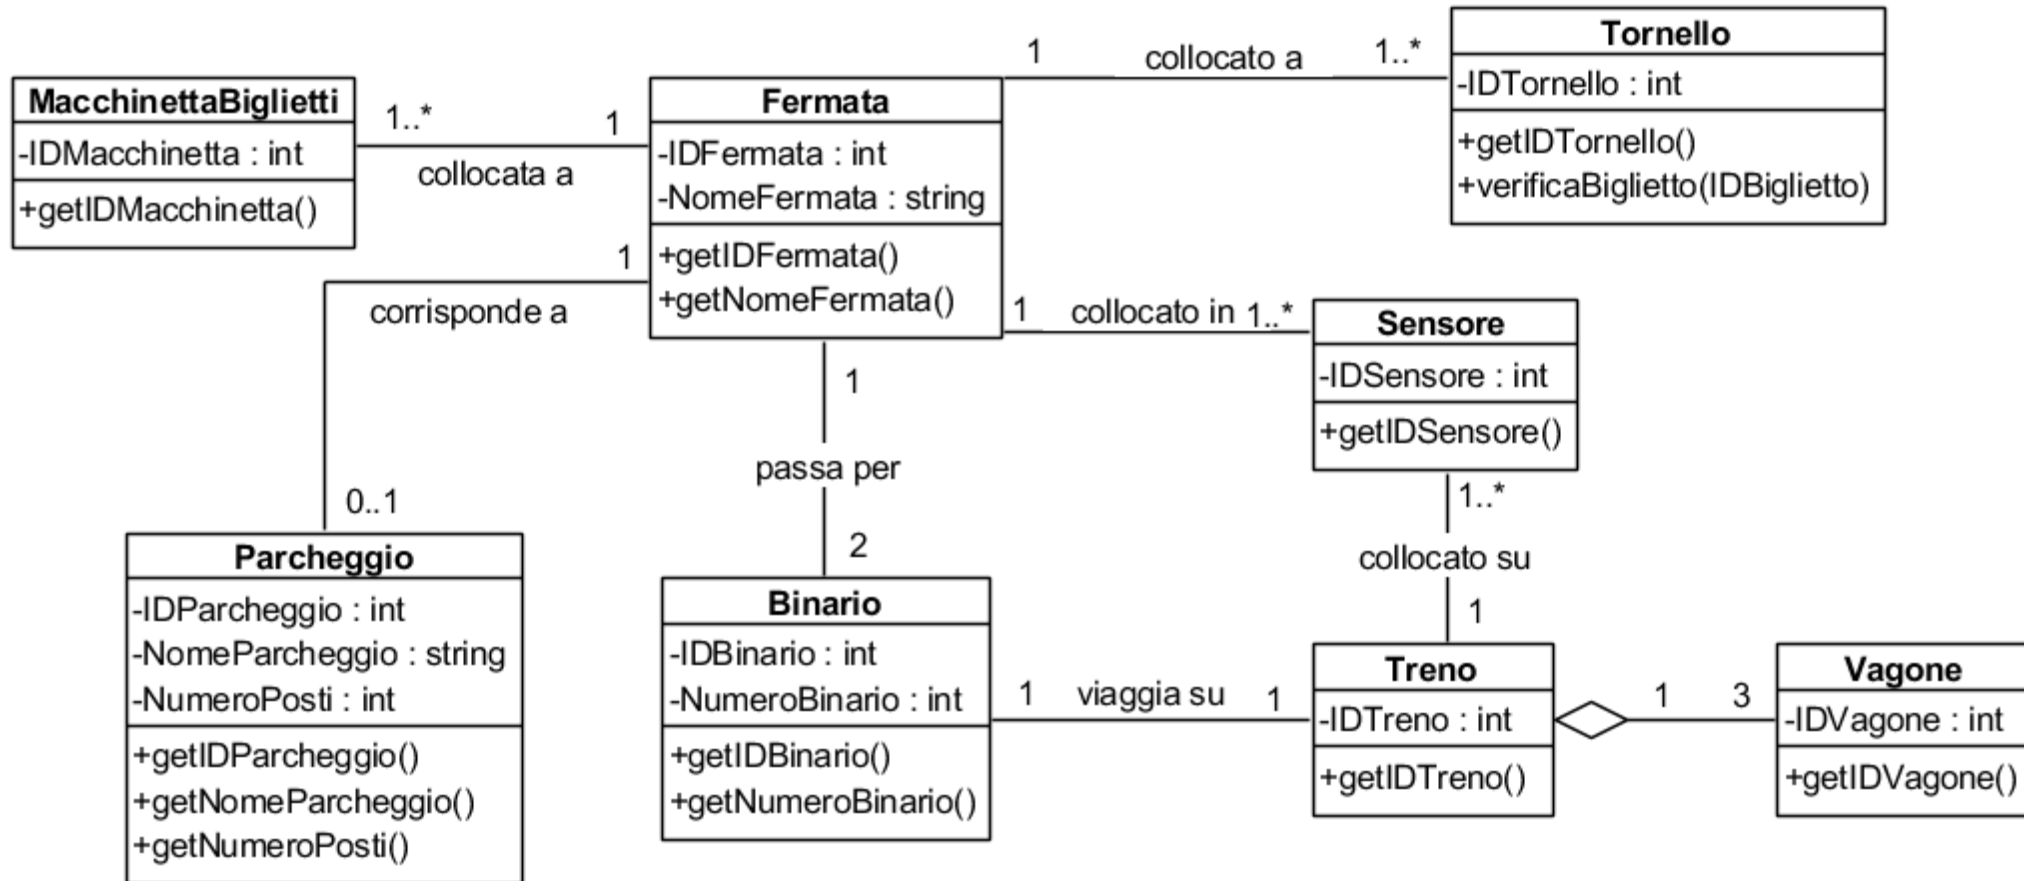 MacchinettaBiglietti
-IDMacchinetta : int
+getIDMacchinetta()
1..*
1
collocata a
Fermata
-IDFermata : int
-NomeFermata : string
+getIDFermata()
+getNomeFermata()
1
collocato a
1..*
Tornello
-IDTornello : int
+getIDTornello()
+verificaBiglietto(IDBiglietto)
1
corrisponde a
0..1
1
collocato in
1..*
Sensore
-IDSensore : int
+getIDSensore()
1
passa per
2
1..*
collocato su
1
Parcheggio
-IDParcheggio : int
-NomeParcheggio : string
-NumeroPosti : int
+getIDParcheggio()
+getNomeParcheggio()
+getNumeroPosti()
Binario
-IDBinario : int
-NumeroBinario : int
+getIDBinario()
+getNumeroBinario()
1
viaggia su
1
Treno
-IDTreno : int
+getIDTreno()
1
3
Vagone
-IDVagone : int
+getIDVagone()